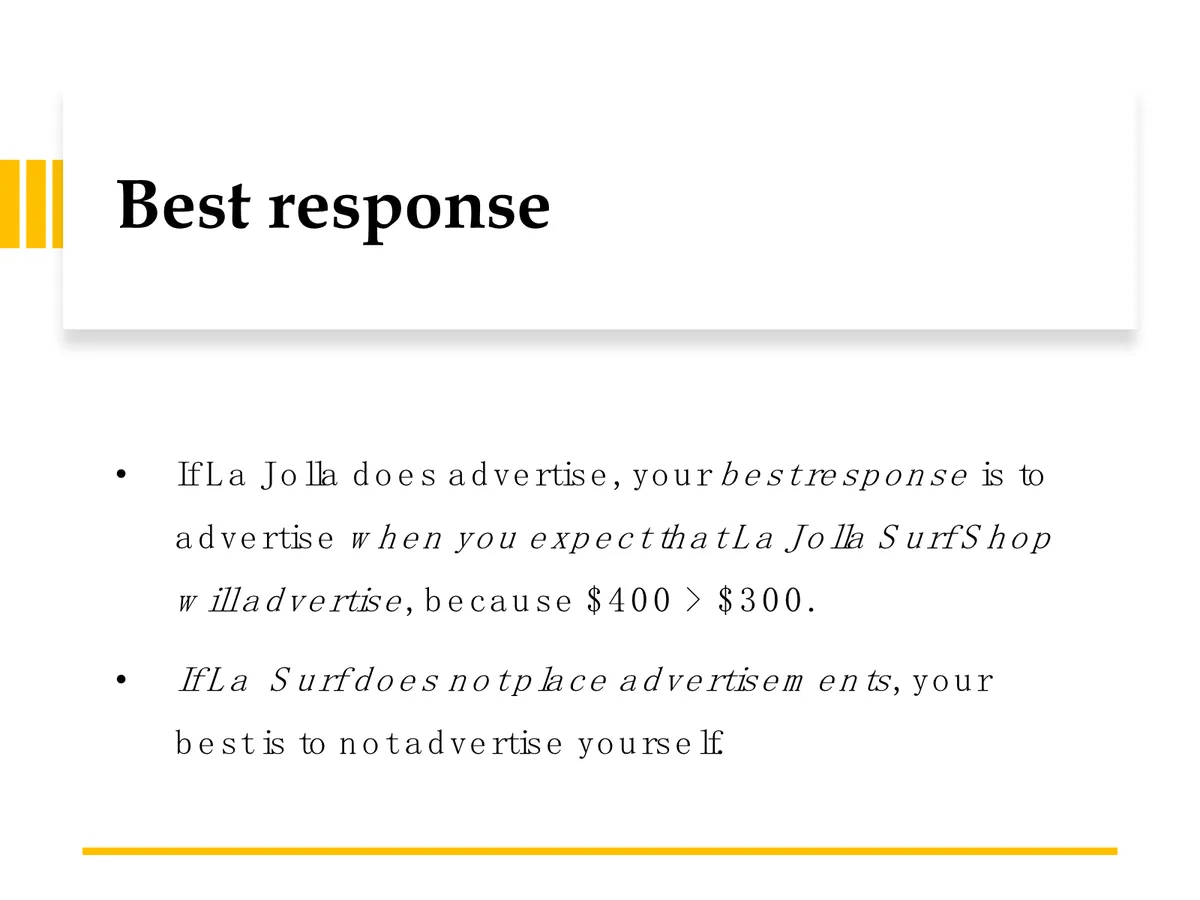 Best response
• If La Jolla does advertise, your best response is to
advertise when you expect that La Jolla Surf Shop
will advertise, because $400 > $300.
• If La Surf does not place advertisements, your
best is to not advertise yourself.